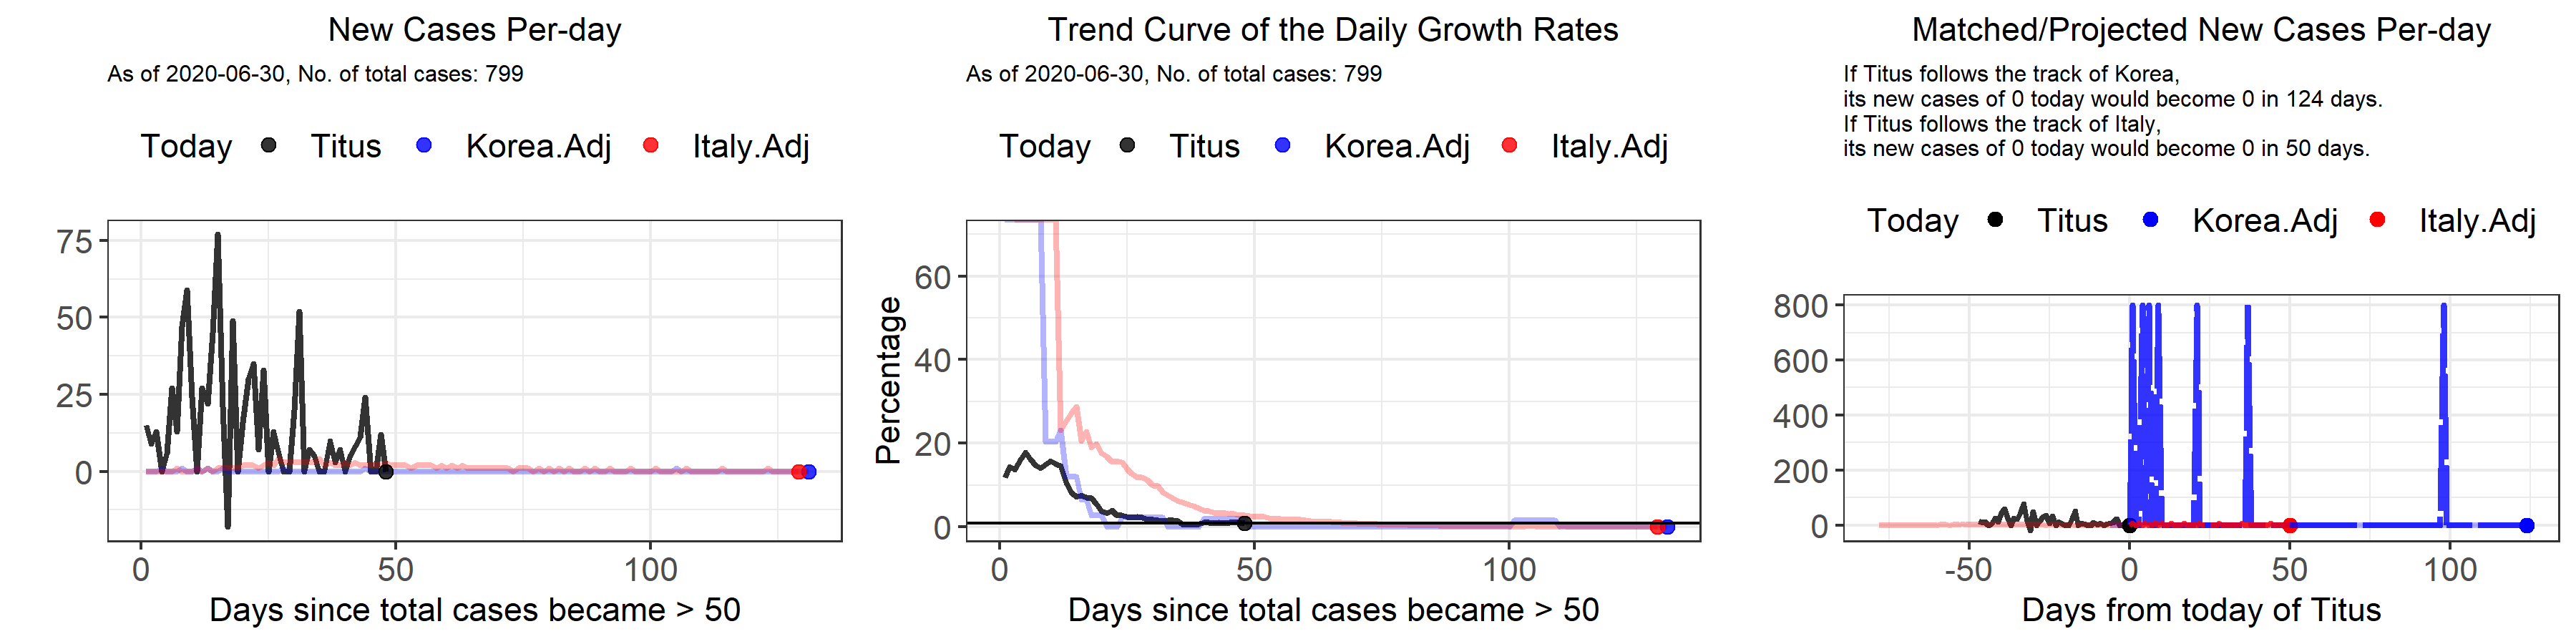 New Cases Per-day
As of 2020-06-30, No. of total cases: 799
Today Titus Korea.Adj Italy.Adj
75
50
25
0
0 50 100
Days since total cases became > 50
Trend Curve of the Daily Growth Rates
As of 2020-06-30, No. of total cases: 799
Today Titus Korea.Adj Italy.Adj
Percentage
60
40
20
0
0 50 100
Days since total cases became > 50
Matched/Projected New Cases Per-day
If Titus follows the track of Korea,
its new cases of 0 today would become 0 in 124 days.
If Titus follows the track of Italy,
its new cases of 0 today would become 0 in 50 days.
Today Titus Korea.Adj Italy.Adj
800
600
400
200
0
-50 0 50 100
Days from today of Titus